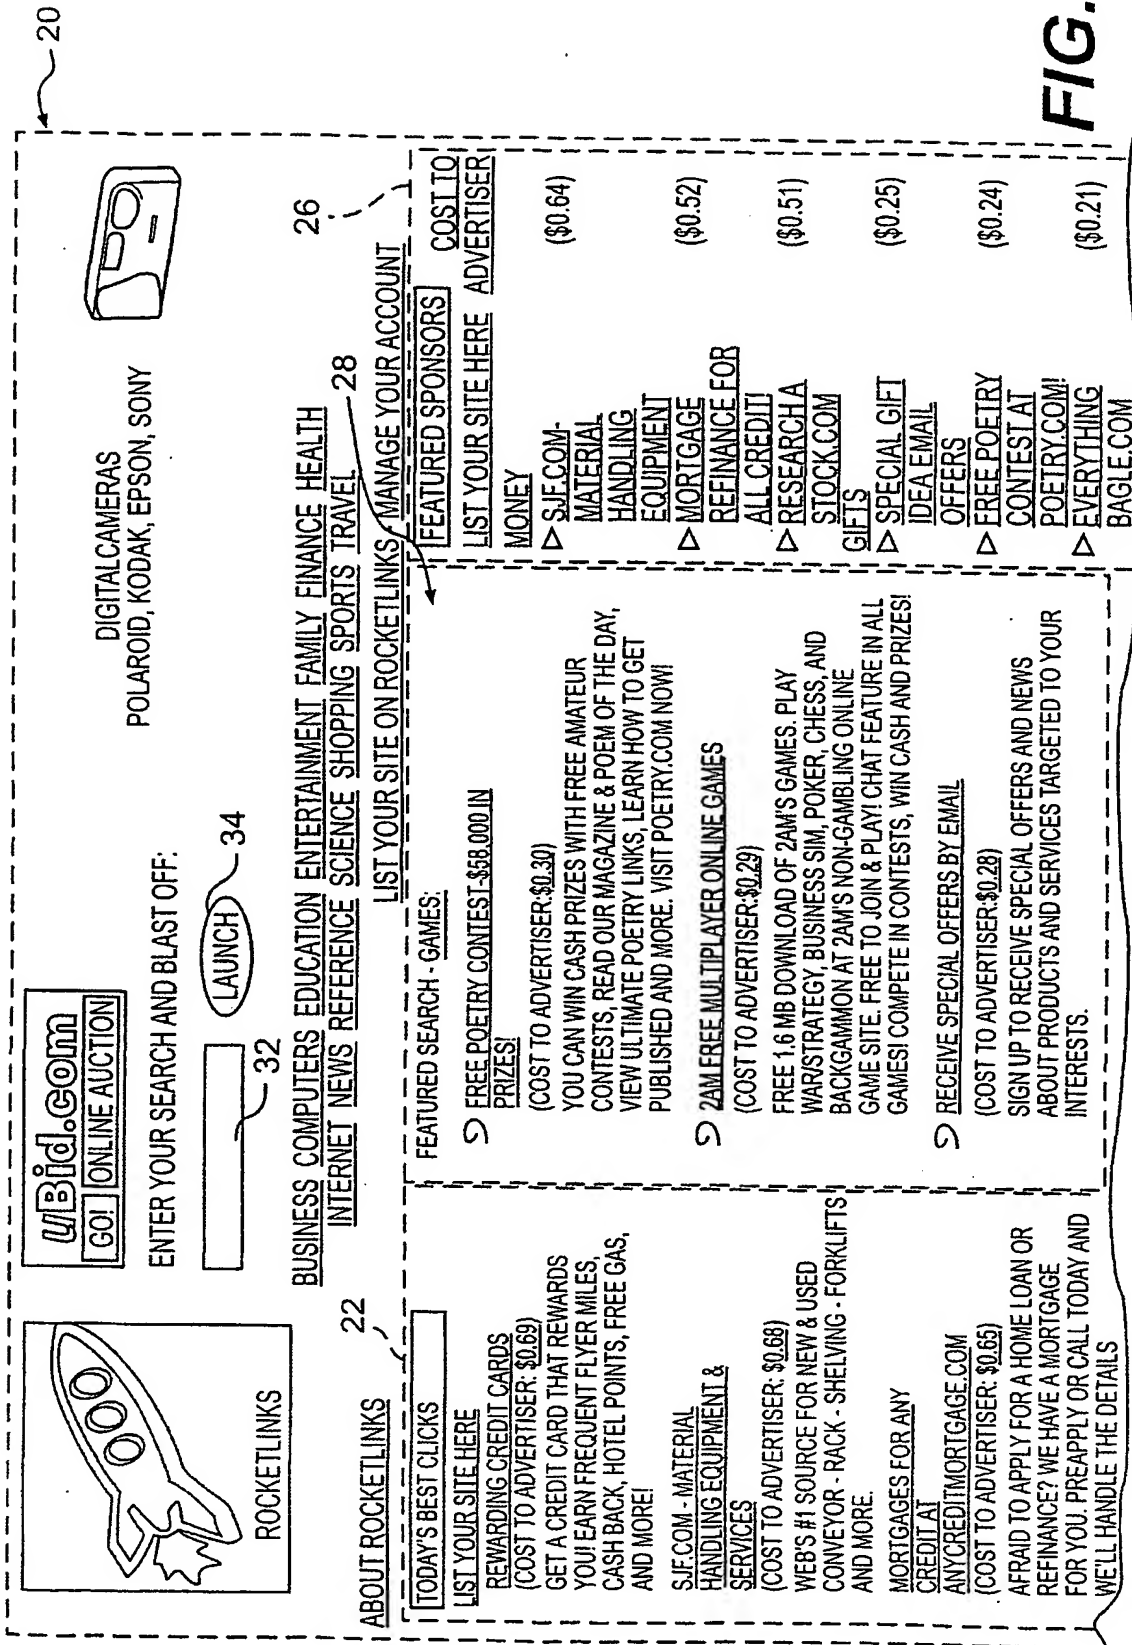 20
uBid.com
GO! ONLINE AUCTION
DIGITALCAMERAS
POLAROID, KODAK, EPSON, SONY
ENTER YOUR SEARCH AND BLAST OFF:
LAUNCH
34
32
ROCKETLINKS
BUSINESS COMPUTERS EDUCATION ENTERTAINMENT FAMILY FINANCE HEALTH
INTERNET NEWS REFERENCE SCIENCE SHOPPING SPORTS TRAVEL
LIST YOUR SITE ON ROCKETLINKS - MANAGE YOUR ACCOUNT
ABOUT ROCKETLINKS
22
28
26
TODAY'S BEST CLICKS
LIST YOUR SITE HERE
REWARDING CREDIT CARDS
(COST TO ADVERTISER: $0.69)
GET A CREDIT CARD THAT REWARDS
YOU! EARN FREQUENT FLYER MILES,
CASH BACK, HOTEL POINTS, FREE GAS,
AND MORE!
SJF.COM - MATERIAL
HANDLING EQUIPMENT &
SERVICES
(COST TO ADVERTISER: $0.68)
WEB'S #1 SOURCE FOR NEW & USED
CONVEYOR - RACK - SHELVING - FORKLIFTS
AND MORE.
MORTGAGES FOR ANY
CREDIT AT
ANYCREDITMORTGAGE.COM
(COST TO ADVERTISER: $0.65)
AFRAID TO APPLY FOR A HOME LOAN OR
REFINANCE? WE HAVE A MORTGAGE
FOR YOU. PREAPPLY OR CALL TODAY AND
WE'LL HANDLE THE DETAILS
FEATURED SEARCH - GAMES:
FREE POETRY CONTEST-$58,000 IN
PRIZES!
(COST TO ADVERTISER:$0.30)
YOU CAN WIN CASH PRIZES WITH FREE AMATEUR
CONTESTS, READ OUR MAGAZINE & POEM OF THE DAY,
VIEW ULTIMATE POETRY LINKS, LEARN HOW TO GET
PUBLISHED AND MORE. VISIT POETRY.COM NOW!
2AM FREE MULTIPLAYER ONLINE GAMES
(COST TO ADVERTISER:$0.29)
FREE 1.6 MB DOWNLOAD OF 2AM'S GAMES. PLAY
WAR/STRATEGY, BUSINESS SIM, POKER, CHESS, AND
BACKGAMMON AT 2AM'S NON-GAMBLING ONLINE
GAME SITE. FREE TO JOIN & PLAY! CHAT FEATURE IN ALL
GAMES! COMPETE IN CONTESTS, WIN CASH AND PRIZES!
RECEIVE SPECIAL OFFERS BY EMAIL
(COST TO ADVERTISER:$0.28)
SIGN UP TO RECEIVE SPECIAL OFFERS AND NEWS
ABOUT PRODUCTS AND SERVICES TARGETED TO YOUR
INTERESTS.
FEATURED SPONSORS COST TO
LIST YOUR SITE HERE ADVERTISER
MONEY
SJF.COM- ($0.64)
MATERIAL
HANDLING
EQUIPMENT
MORTGAGE ($0.52)
REFINANCE FOR
ALL CREDIT!
RESEARCH A ($0.51)
STOCK.COM
GIFTS
SPECIAL GIFT ($0.25)
IDEA EMAIL
OFFERS
FREE POETRY ($0.24)
CONTEST AT
POETRY.COM!
EVERYTHING ($0.21)
BAGLE.COM
FIG.